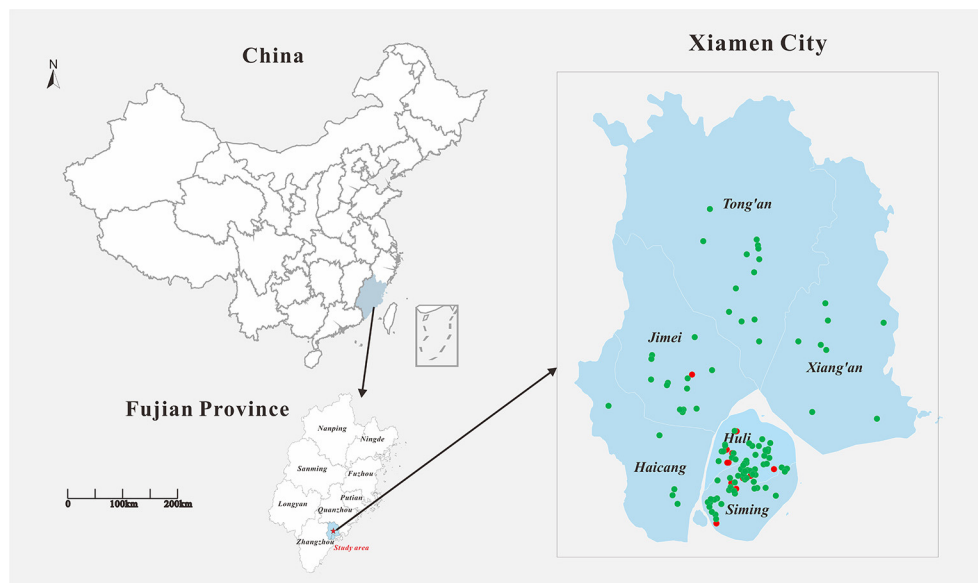 China
N
Xiamen City
Tong'an
Jimei
Xiang'an
Huli
Haicang
Siming
Fujian Province
Nanping
Ningde
Sanming
Fuzhou
Putian
Longyan
Quanzhou
Zhangzhou
Study area
0 100km 200km